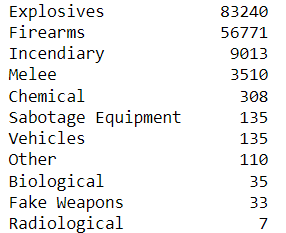 Explosives 83240
Firearms 56771
Incendiary 9013
Melee 3510
Chemical 308
Sabotage Equipment 135
Vehicles 135
Other 110
Biological 35
Fake Weapons 33
Radiological 7